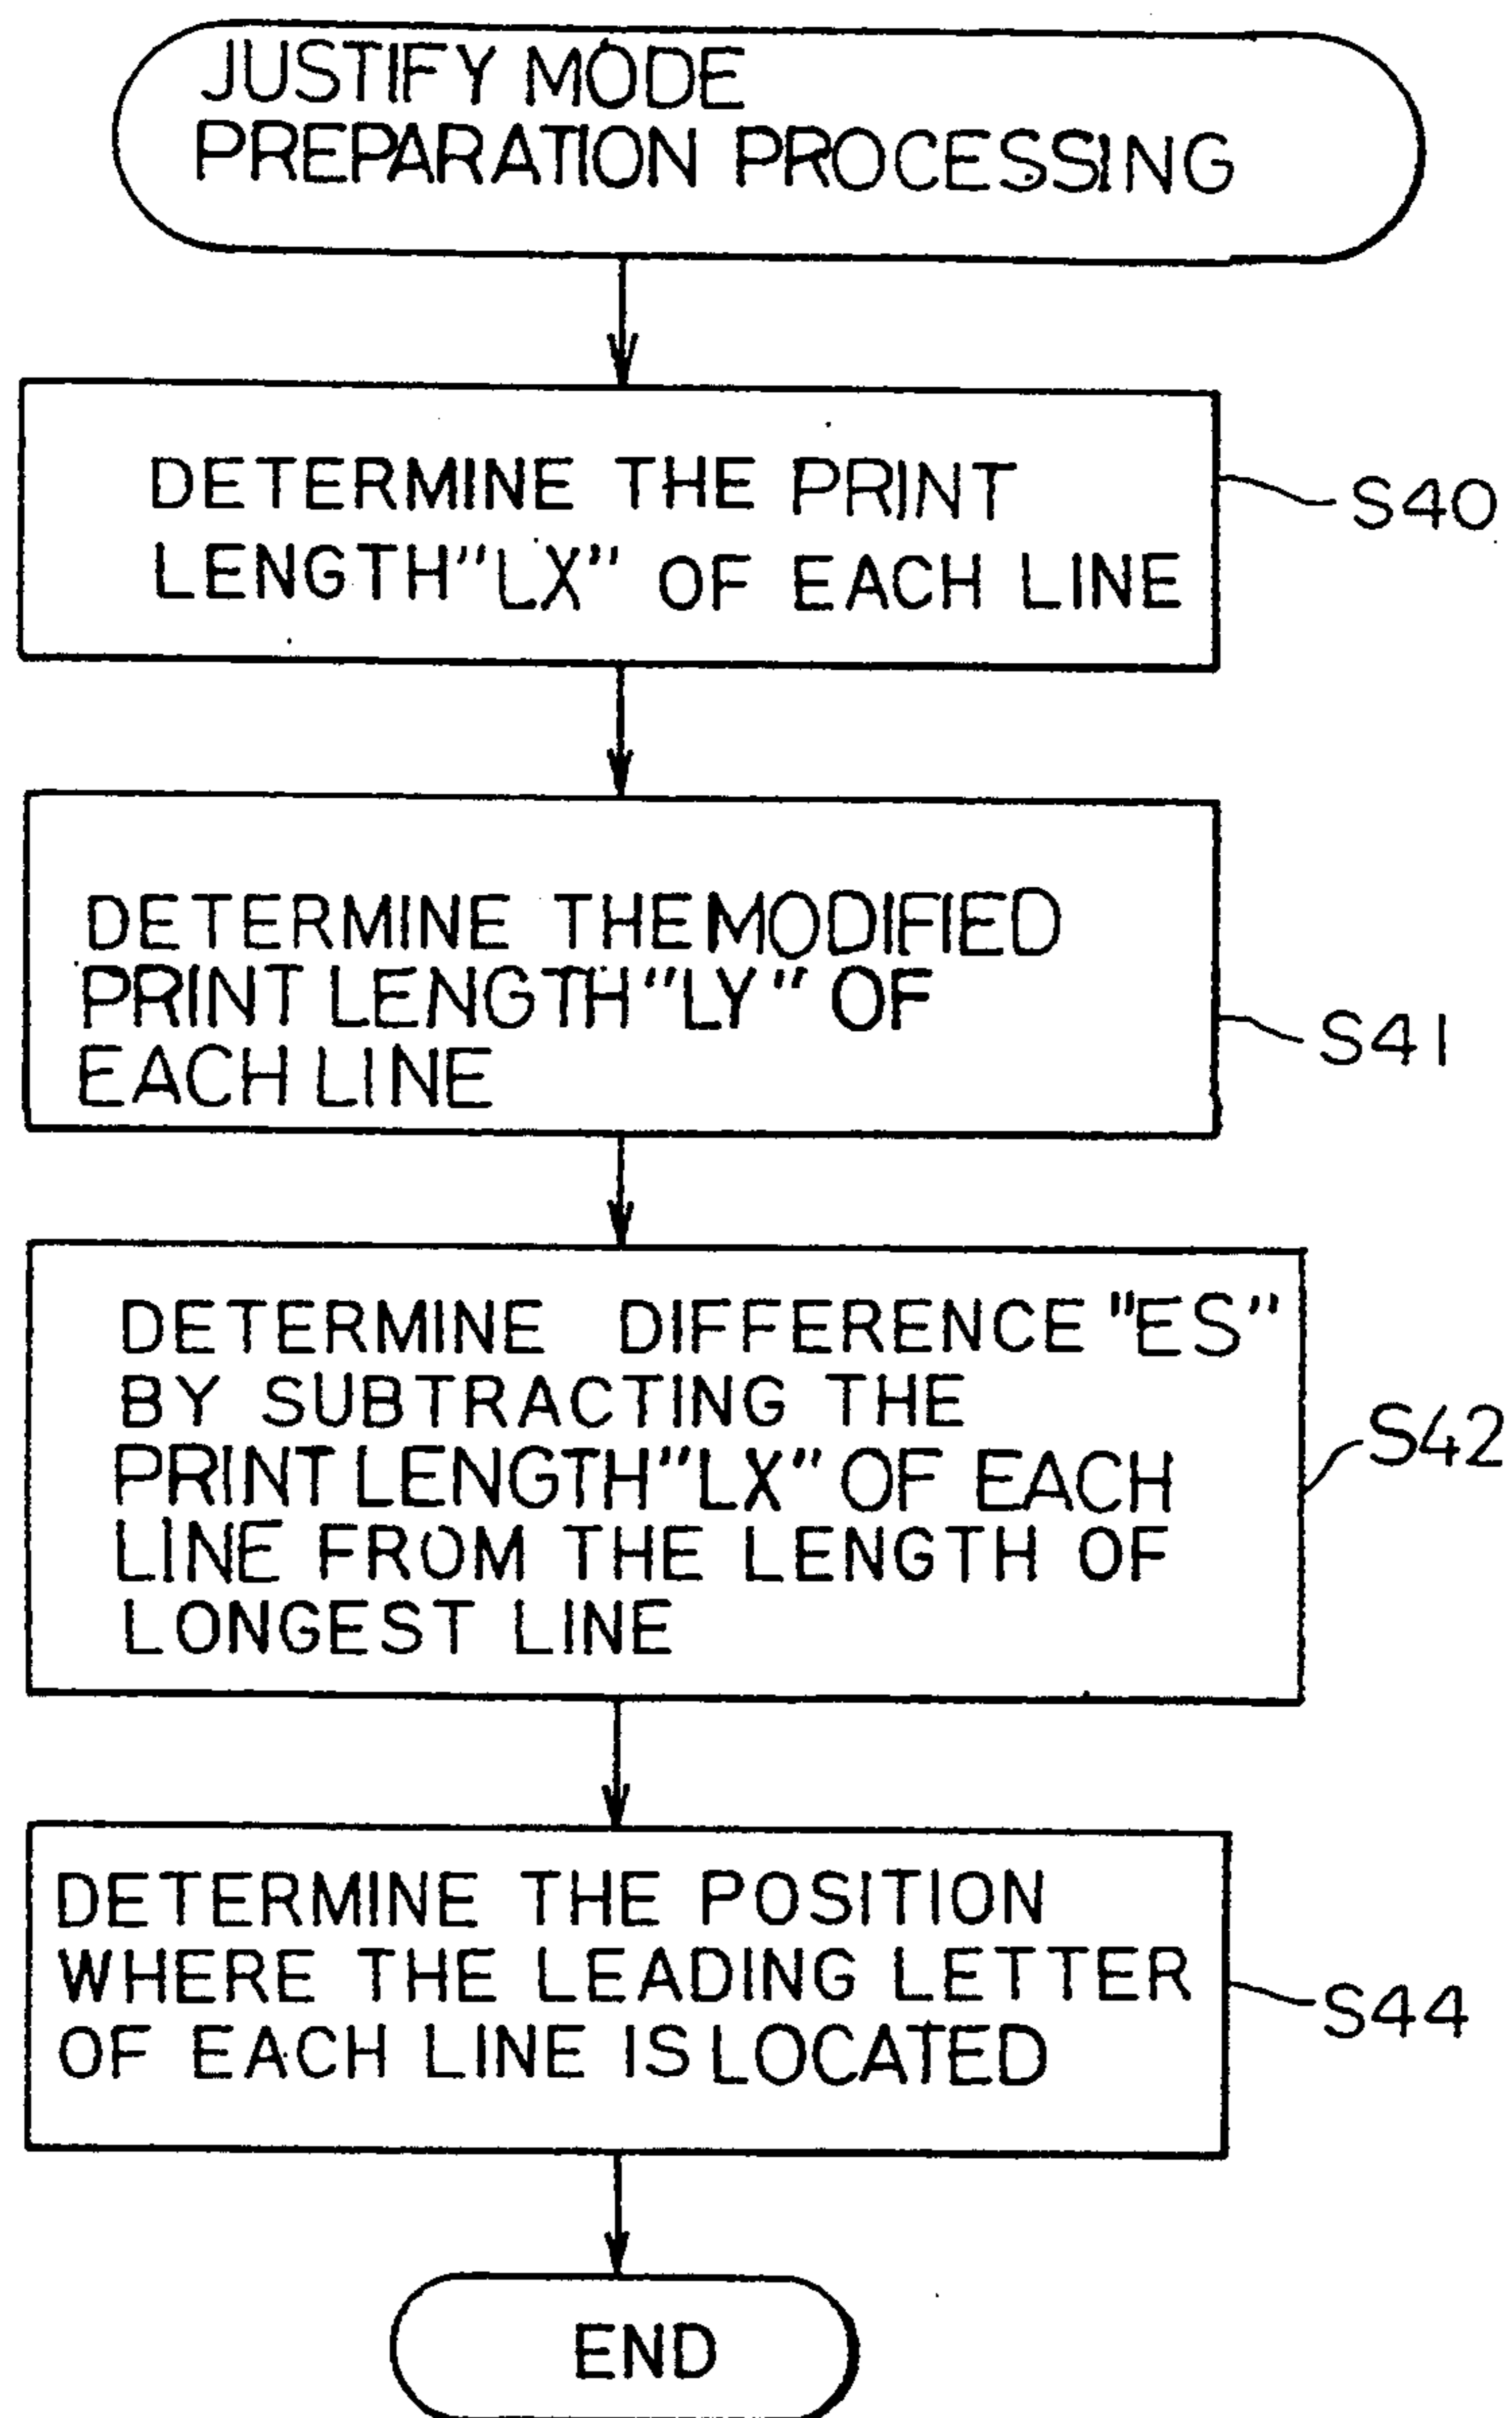 JUSTIFY MODE
PREPARATION PROCESSING
DETERMINE THE PRINT
LENGTH "LX" OF EACH LINE
S40
DETERMINE THE MODIFIED
PRINT LENGTH "LY" OF
EACH LINE
S41
DETERMINE DIFFERENCE "ES"
BY SUBTRACTING THE
PRINT LENGTH "LX" OF EACH
LINE FROM THE LENGTH OF
LONGEST LINE
S42
DETERMINE THE POSITION
WHERE THE LEADING LETTER
OF EACH LINE IS LOCATED
S44
END